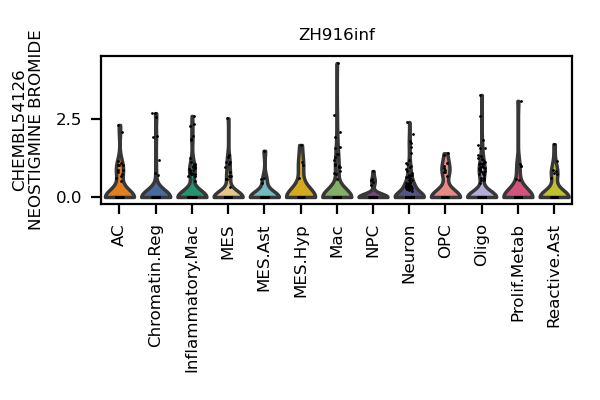 ZH916inf
CHEMBL54126
NEOSTIGMINE BROMIDE
2.5
0.0
AC
Chromatin.Reg
Inflammatory.Mac
MES
MES.Ast
MES.Hyp
Mac
NPC
Neuron
OPC
Oligo
Prolif.Metab
Reactive.Ast